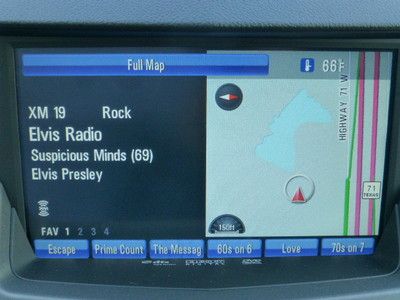 Full Map
66°F
XM 19 Rock
Elvis Radio
Suspicious Minds (69)
Elvis Presley
HIGHWAY 71 W
71
TEXAS
150ft
FAV 1 2 3 4
Escape
Prime Count
The Messag
60s on 6
Love
70s on 7